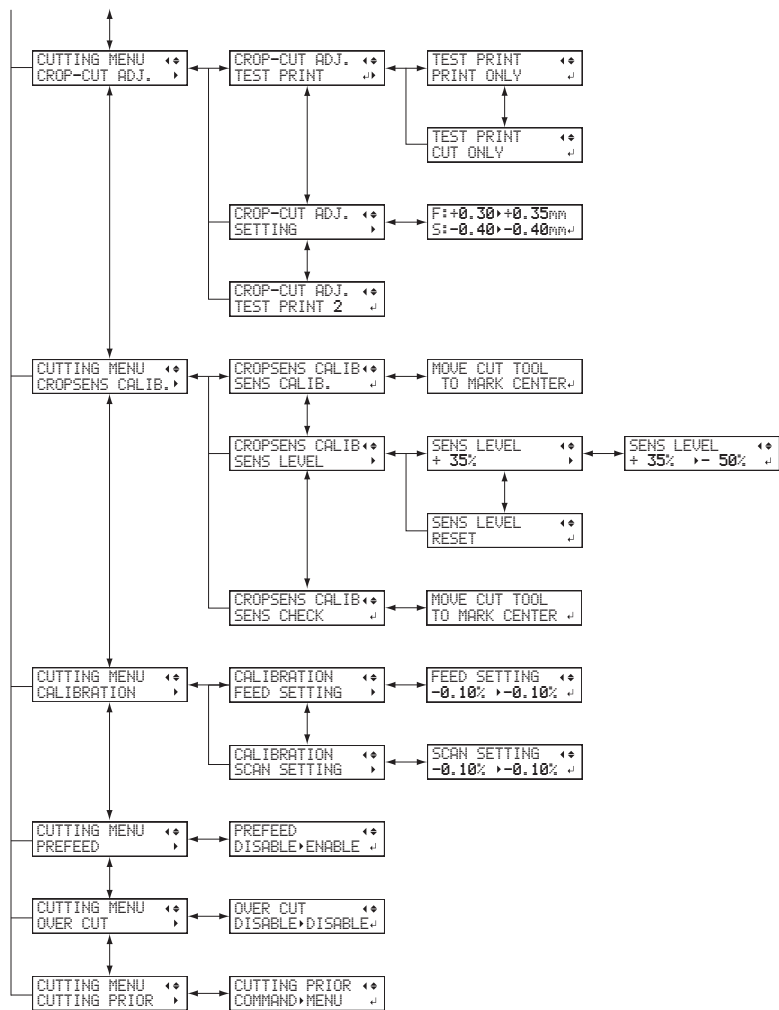 CUTTING MENU ◂♦
CROP-CUT ADJ. ▸
CROP-CUT ADJ. ◂♦
TEST PRINT ↵▸
TEST PRINT ◂♦
PRINT ONLY ↵
TEST PRINT ◂♦
CUT ONLY ↵
CROP-CUT ADJ. ◂♦
SETTING ▸
F:+0.30▸+0.35mm
S:-0.40▸-0.40mm↵
CROP-CUT ADJ. ◂♦
TEST PRINT 2 ↵
CUTTING MENU ◂♦
CROPSENS CALIB.▸
CROPSENS CALIB◂♦
SENS CALIB. ↵
MOVE CUT TOOL
TO MARK CENTER↵
CROPSENS CALIB◂♦
SENS LEVEL ▸
SENS LEVEL ◂♦
+ 35% ▸
SENS LEVEL ◂♦
+ 35% ▸- 50% ↵
SENS LEVEL ◂♦
RESET ↵
CROPSENS CALIB◂♦
SENS CHECK ↵
MOVE CUT TOOL
TO MARK CENTER ↵
CUTTING MENU ◂♦
CALIBRATION ▸
CALIBRATION ◂♦
FEED SETTING ▸
FEED SETTING ◂♦
-0.10% ▸-0.10% ↵
CALIBRATION ◂♦
SCAN SETTING ▸
SCAN SETTING ◂♦
-0.10% ▸-0.10% ↵
CUTTING MENU ◂♦
PREFEED ▸
PREFEED ◂♦
DISABLE▸ENABLE ↵
CUTTING MENU ◂♦
OVER CUT ▸
OVER CUT ◂♦
DISABLE▸DISABLE↵
CUTTING MENU ◂♦
CUTTING PRIOR ▸
CUTTING PRIOR ◂♦
COMMAND▸MENU ↵